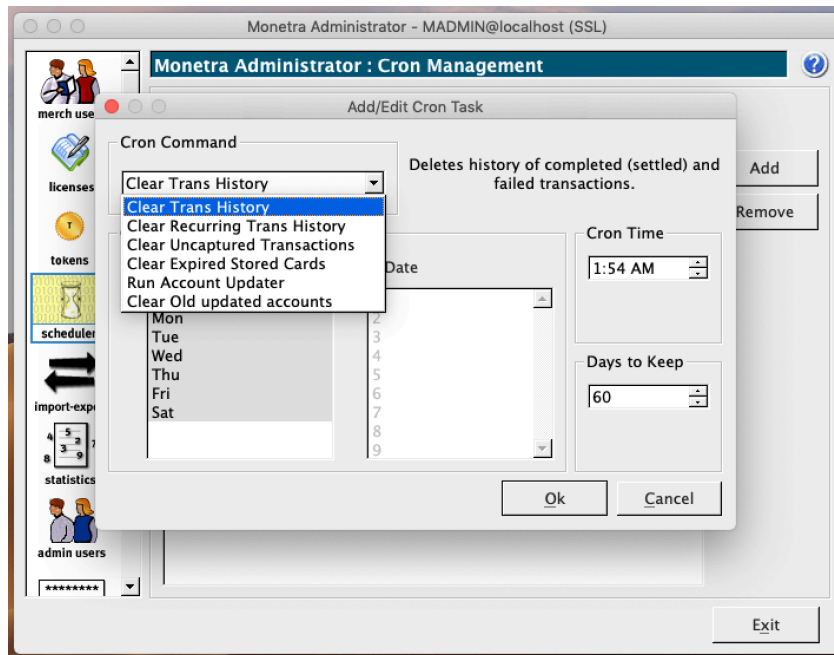 Monetra Administrator - MADMIN@localhost (SSL)
Monetra Administrator : Cron Management
?
merch use
licenses
T
tokens
scheduler
import-expo
statistics
admin users
********
Add
Remove
Exit
Add/Edit Cron Task
Cron Command
Clear Trans History
Deletes history of completed (settled) and
failed transactions.
Clear Trans History
Clear Recurring Trans History
Clear Uncaptured Transactions
Clear Expired Stored Cards
Run Account Updater
Clear Old updated accounts
Mon
Tue
Wed
Thu
Fri
Sat
Date
2
3
4
5
6
7
8
9
Cron Time
1:54 AM
Days to Keep
60
Ok
Cancel